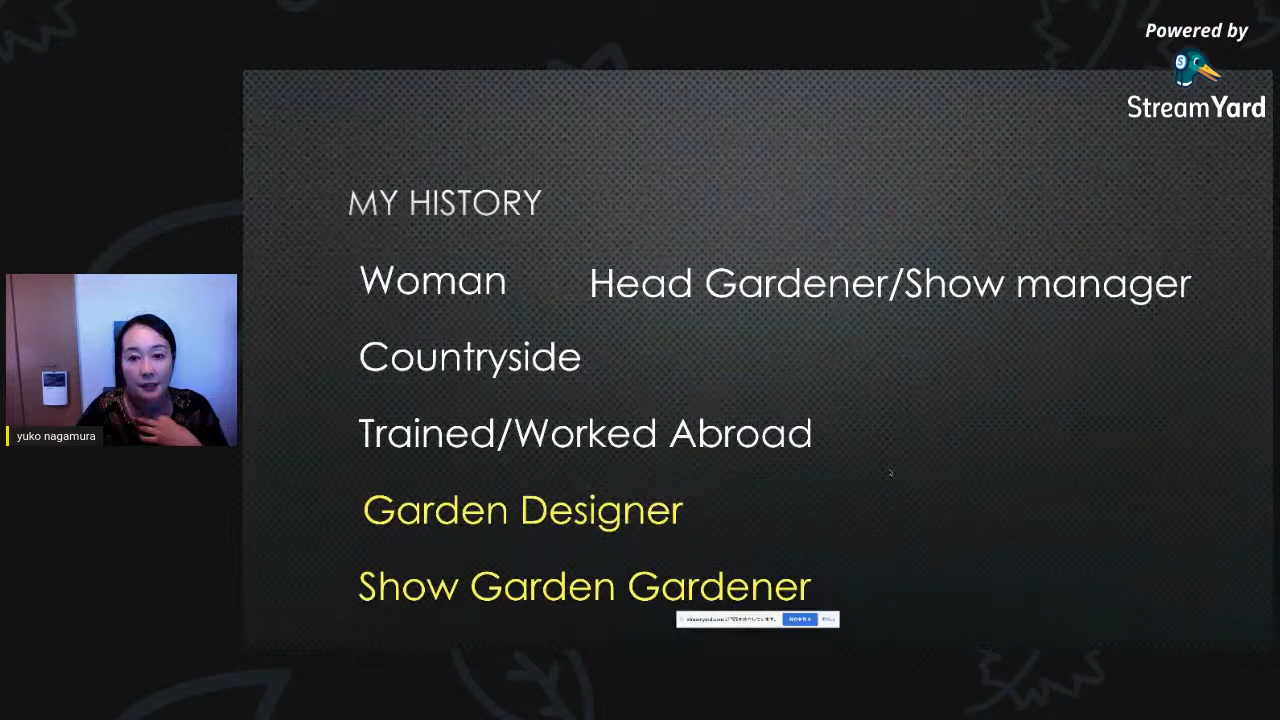 Powered by
StreamYard
MY HISTORY
Woman
Head Gardener/Show manager
Countryside
Trained/Worked Abroad
Garden Designer
Show Garden Gardener
yuko nagamura